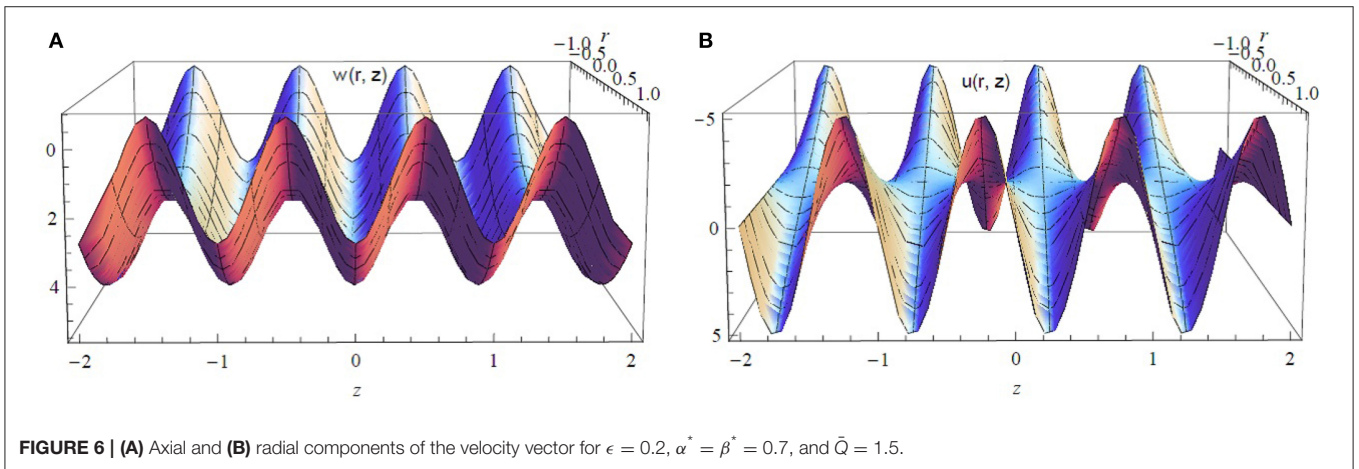 A
−1.0
−0.5
0.0
0.5
1.0
r
w(r, z)
0
2
4
−2
−1
0
1
2
z
B
−1.0
−0.5
0.0
0.5
1.0
r
u(r, z)
−5
0
5
−2
−1
0
1
2
z
FIGURE 6 | (A) Axial and (B) radial components of the velocity vector for ϵ = 0.2, α* = β* = 0.7, and Q̄ = 1.5.